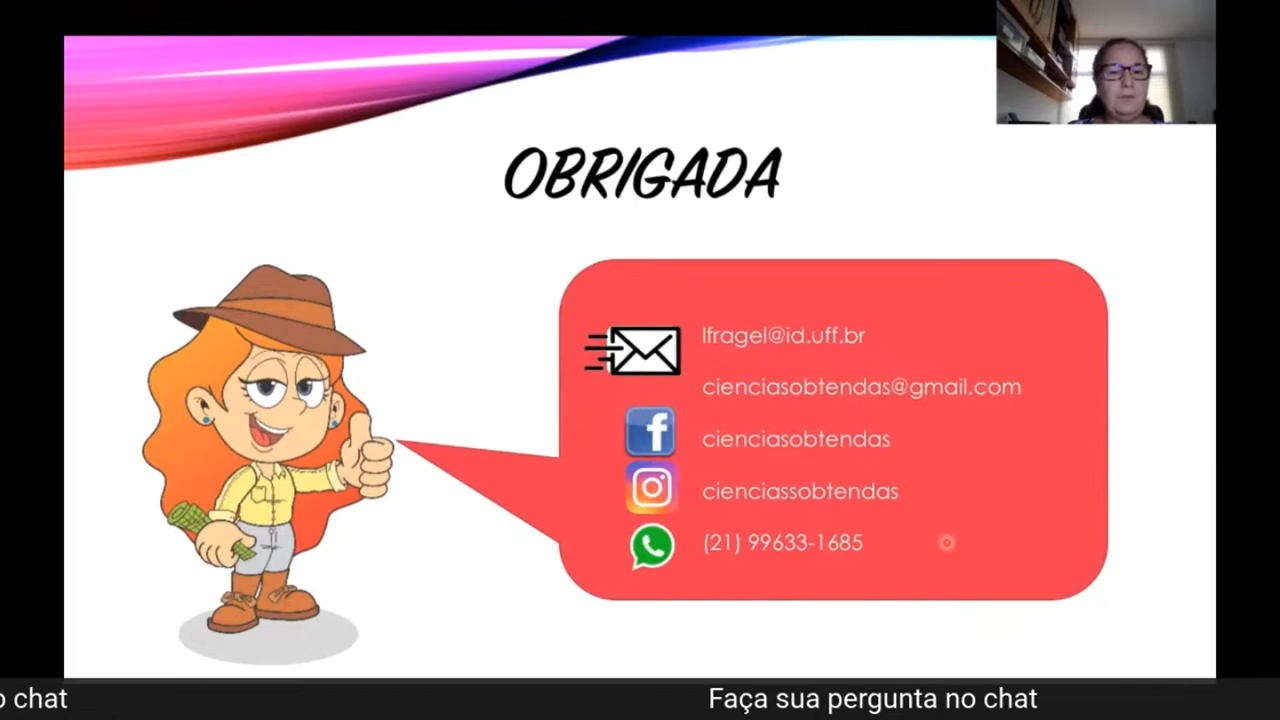 OBRIGADA
lfragel@id.uff.br
cienciasobtendas@gmail.com
cienciasobtendas
cienciassobtendas
(21) 99633-1685
o chat
Faça sua pergunta no chat